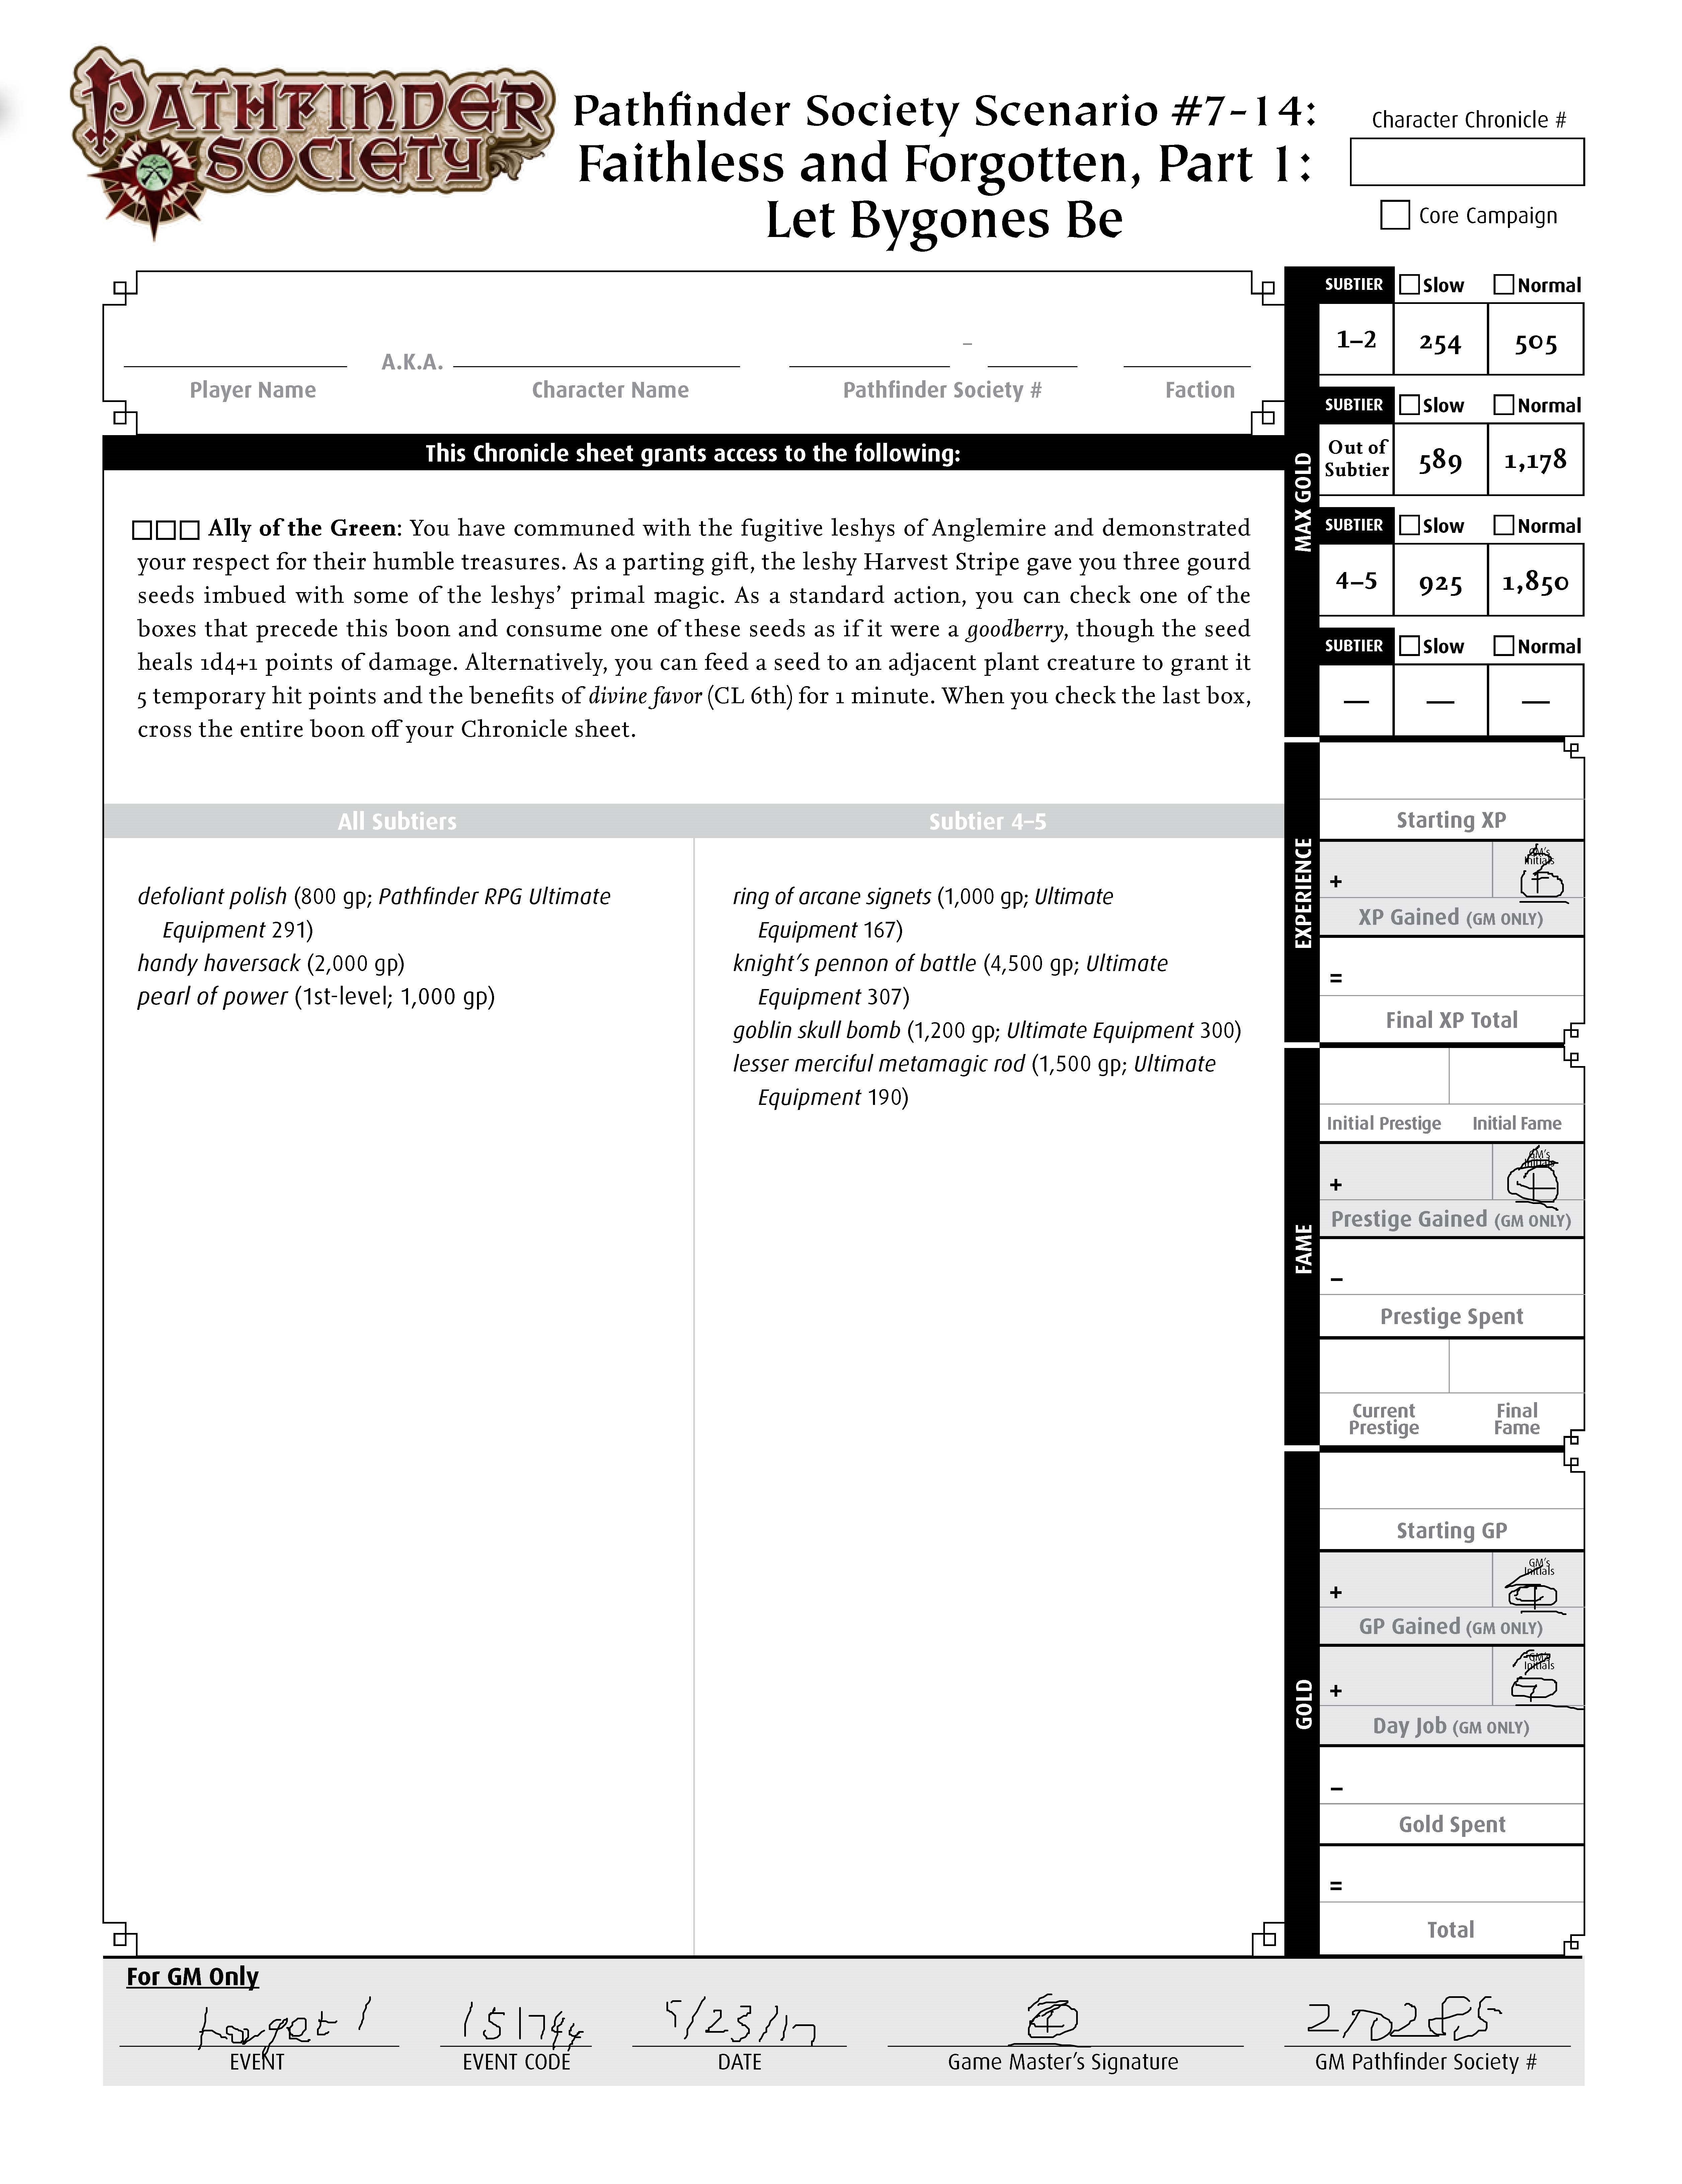 PATHFINDER
SOCIETY
Pathfinder Society Scenario #7–14:
Faithless and Forgotten, Part 1:
Let Bygones Be
Character Chronicle #
Core Campaign
A.K.A.
–
Player Name
Character Name
Pathfinder Society #
Faction
This Chronicle sheet grants access to the following:
Ally of the Green: You have communed with the fugitive leshys of Anglemire and demonstrated
your respect for their humble treasures. As a parting gift, the leshy Harvest Stripe gave you three gourd
seeds imbued with some of the leshys’ primal magic. As a standard action, you can check one of the
boxes that precede this boon and consume one of these seeds as if it were a goodberry, though the seed
heals 1d4+1 points of damage. Alternatively, you can feed a seed to an adjacent plant creature to grant it
5 temporary hit points and the benefits of divine favor (CL 6th) for 1 minute. When you check the last box,
cross the entire boon off your Chronicle sheet.
All Subtiers
defoliant polish (800 gp; Pathfinder RPG Ultimate
Equipment 291)
handy haversack (2,000 gp)
pearl of power (1st-level; 1,000 gp)
Subtier 4–5
ring of arcane signets (1,000 gp; Ultimate
Equipment 167)
knight’s pennon of battle (4,500 gp; Ultimate
Equipment 307)
goblin skull bomb (1,200 gp; Ultimate Equipment 300)
lesser merciful metamagic rod (1,500 gp; Ultimate
Equipment 190)
MAX GOLD
SUBTIER Slow Normal
1–2 254 505
SUBTIER Slow Normal
Out of
Subtier 589 1,178
SUBTIER Slow Normal
4–5 925 1,850
SUBTIER Slow Normal
— — —
EXPERIENCE
Starting XP
+
GM’s
Initials
XP Gained (GM ONLY)
=
Final XP Total
FAME
Initial Prestige Initial Fame
+
GM’s
Initials
Prestige Gained (GM ONLY)
–
Prestige Spent
Current
Prestige
Final
Fame
GOLD
Starting GP
+
GM’s
Initials
GP Gained (GM ONLY)
+
GM’s
Initials
Day Job (GM ONLY)
–
Gold Spent
=
Total
For GM Only
151744
5/23/17
EVENT
EVENT CODE
DATE
Game Master’s Signature
GM Pathfinder Society #